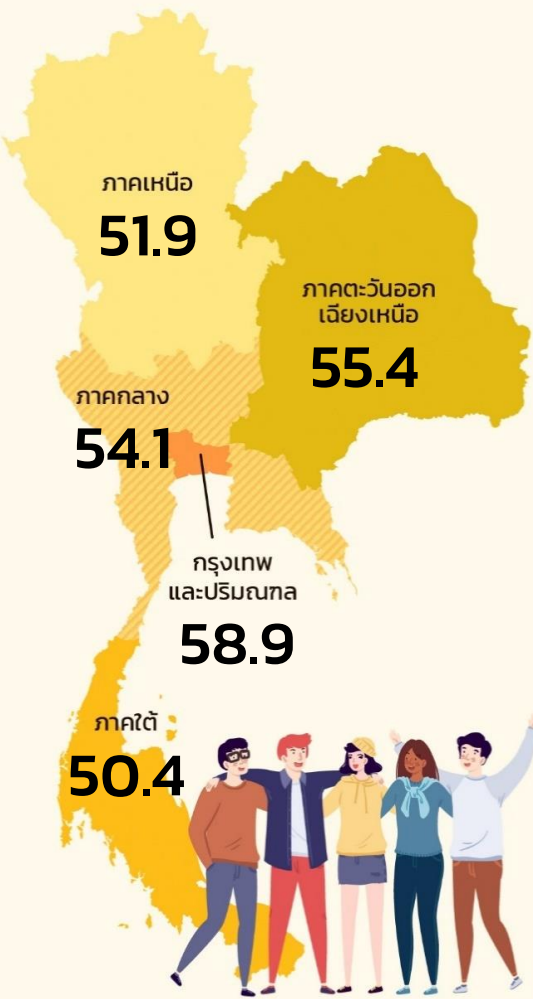 ภาคเหนือ
51.9
ภาคตะวันออก
เฉียงเหนือ
55.4
ภาคกลาง
54.1
กรุงเทพ
และปริมณฑล
58.9
ภาคใต้
50.4